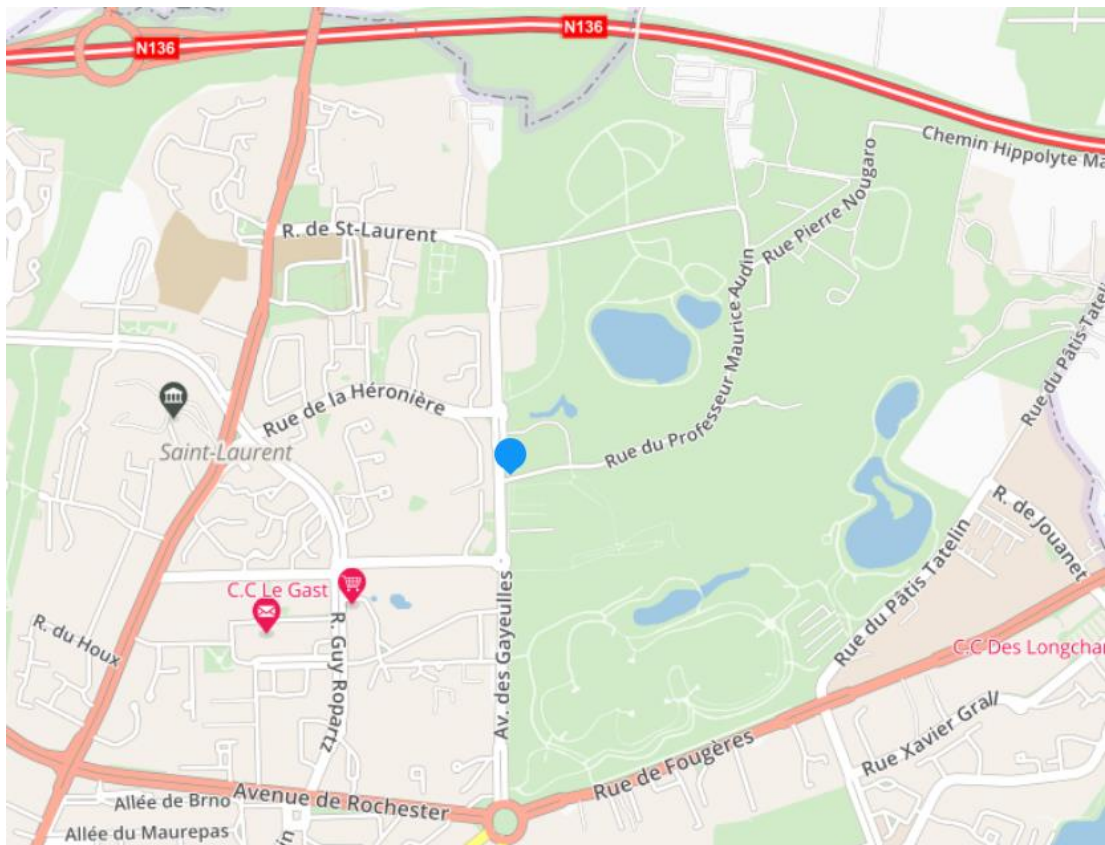 N136
N136
Chemin Hippolyte Ma
R. de St-Laurent
Rue Pierre Nougaro
Rue du Professeur Maurice Audin
Rue du Pâtis-Tatelin
Rue de la Héronière
Saint-Laurent
R. de Jouanet
C.C Le Gast
Av. des Gayeulles
R. du Houx
R. Guy Ropartz
Rue du Pâtis Tatelin
C.C Des Longchar
Rue Xavier Grall
Rue de Fougères
Avenue de Rochester
Allée de Brno
Allée du Maurepas